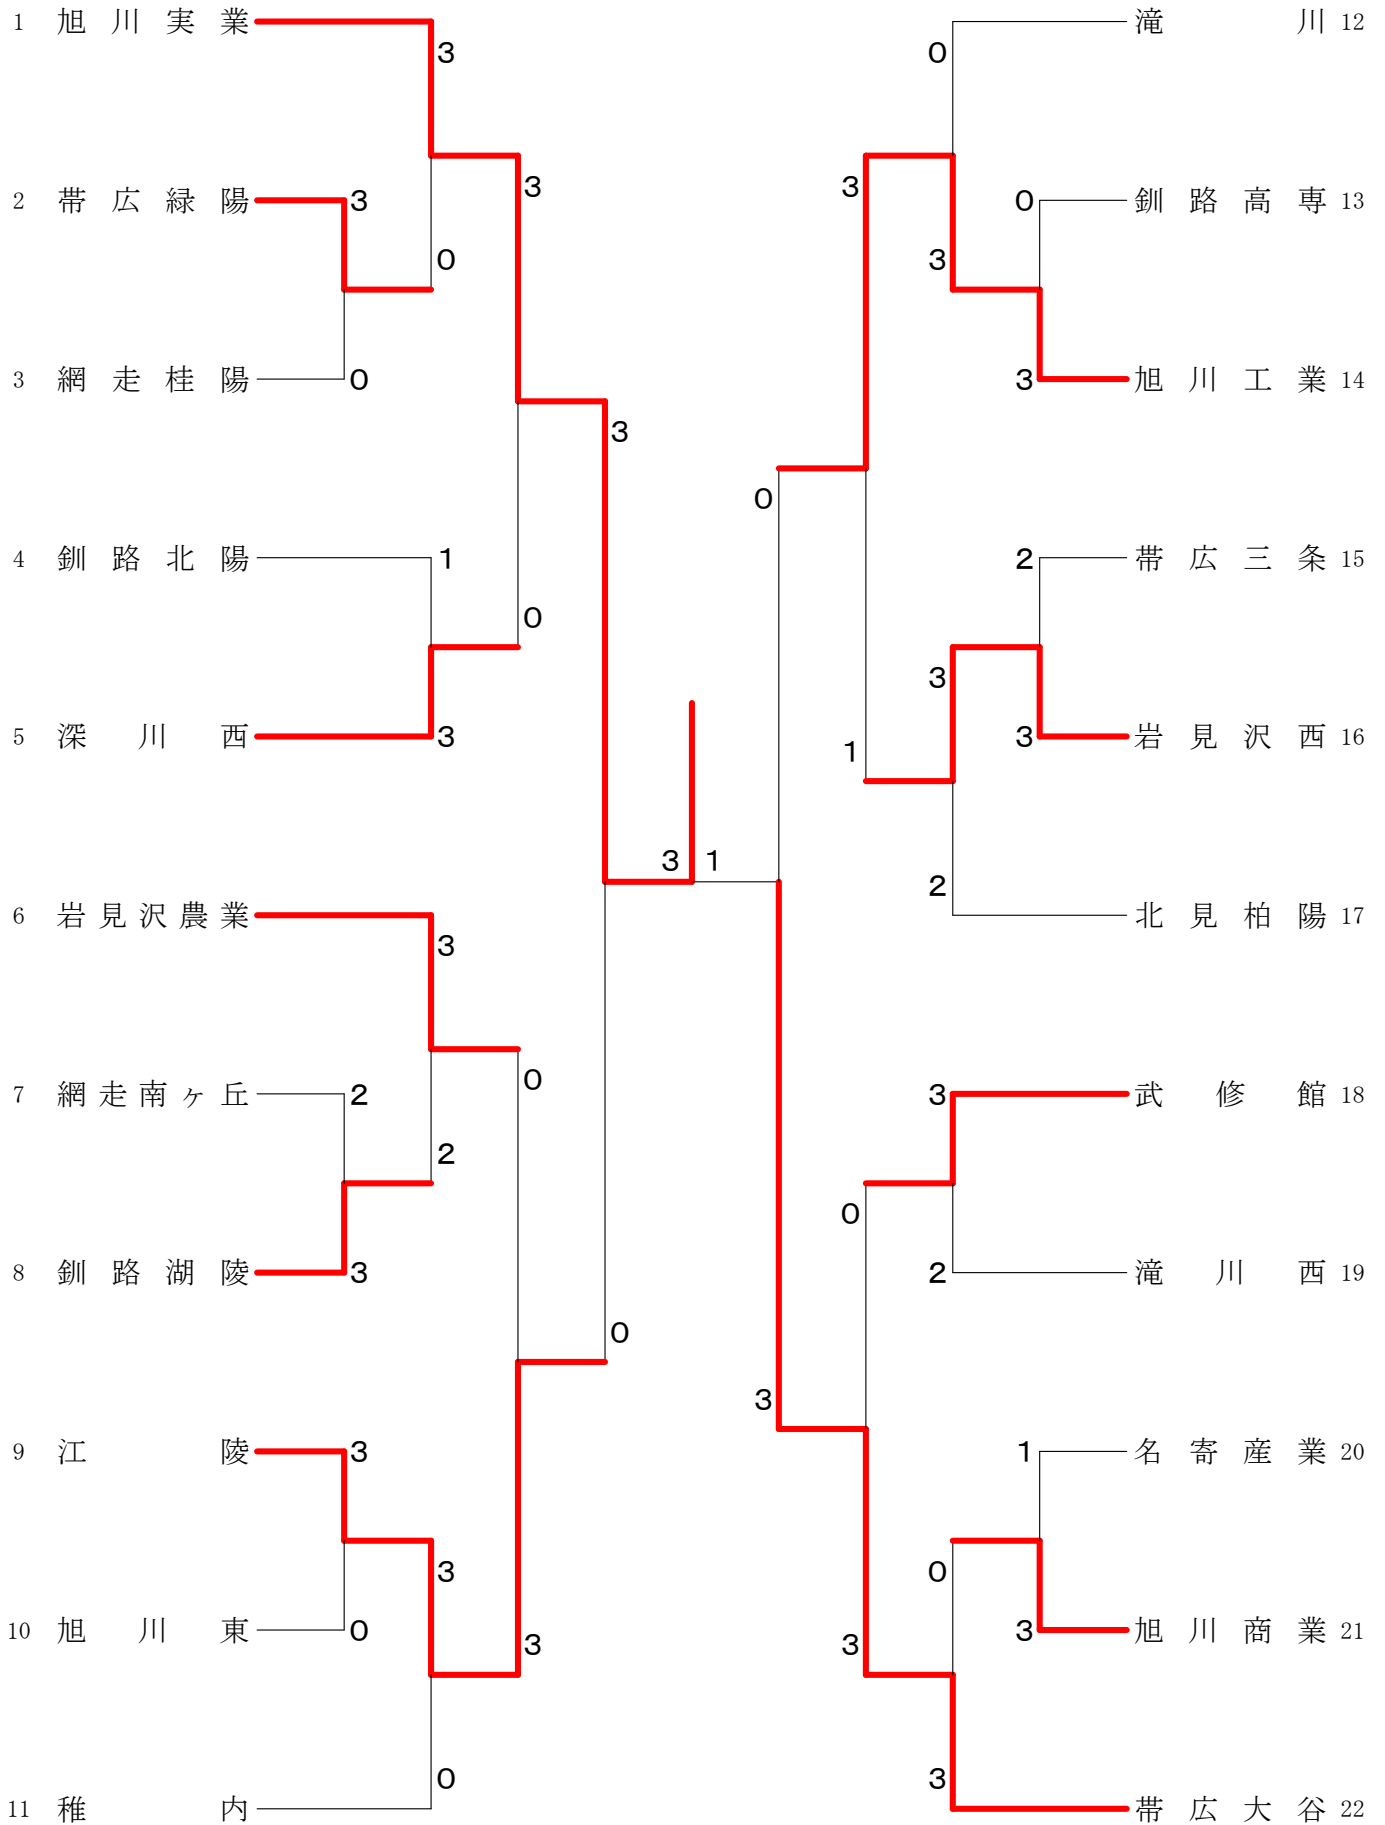 1 旭川実業
3
3
2 帯広緑陽
3
0
3 網走桂陽
0
3
4 釧路北陽
1
0
5 深川西
3
3 1
6 岩見沢農業
3
0
7 網走南ヶ丘
2
2
8 釧路湖陵
3
0
9 江陵
3
3
10 旭川東
0
3
0
11 稚内
滝川 12
0
3
0
釧路高専 13
3
3
旭川工業 14
0
2
帯広三条 15
3
3
岩見沢西 16
1
2
北見柏陽 17
3
武修館 18
0
2
滝川西 19
3
1
名寄産業 20
0
3
旭川商業 21
3
3
帯広大谷 22